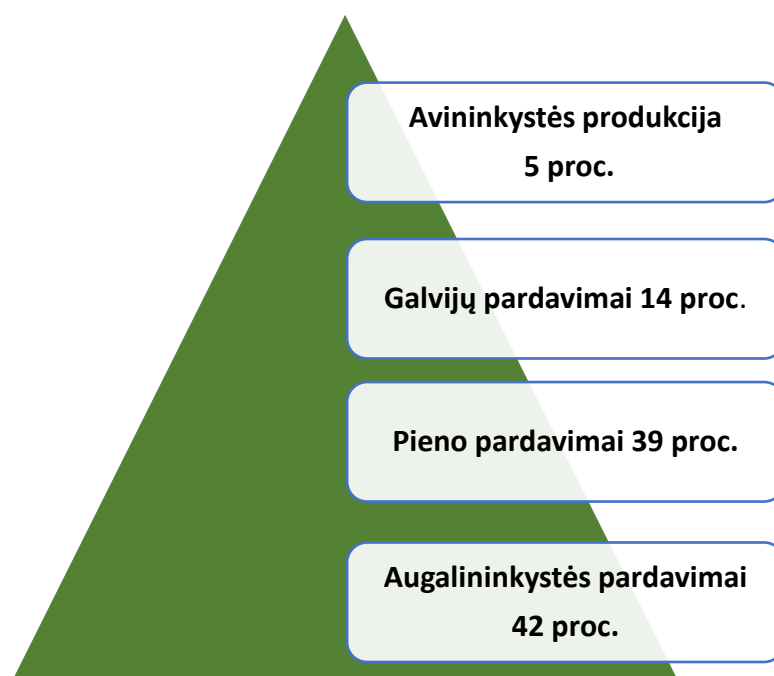 Avininkystės produkcija
5 proc.
Galvijų pardavimai 14 proc.
Pieno pardavimai 39 proc.
Augalininkystės pardavimai
42 proc.